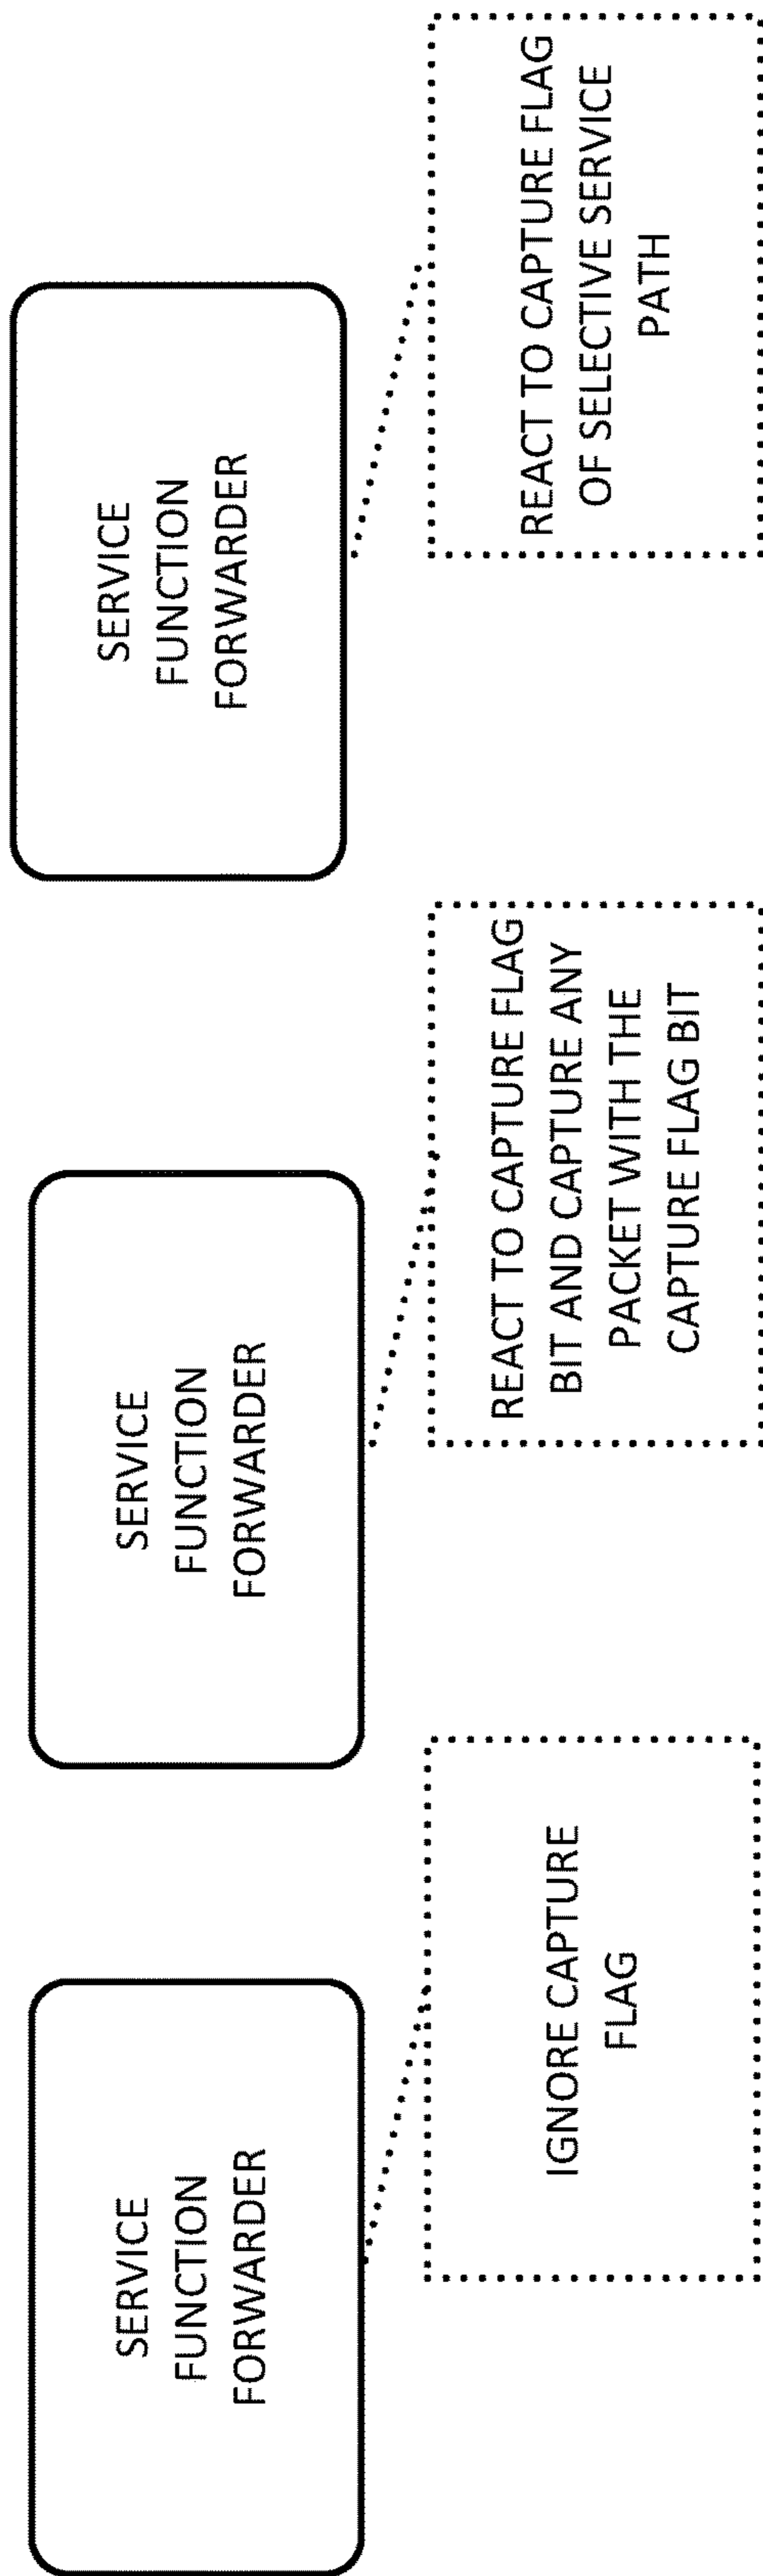 SERVICE
FUNCTION
FORWARDER
IGNORE CAPTURE
FLAG
SERVICE
FUNCTION
FORWARDER
REACT TO CAPTURE FLAG
BIT AND CAPTURE ANY
PACKET WITH THE
CAPTURE FLAG BIT
SERVICE
FUNCTION
FORWARDER
REACT TO CAPTURE FLAG
OF SELECTIVE SERVICE
PATH